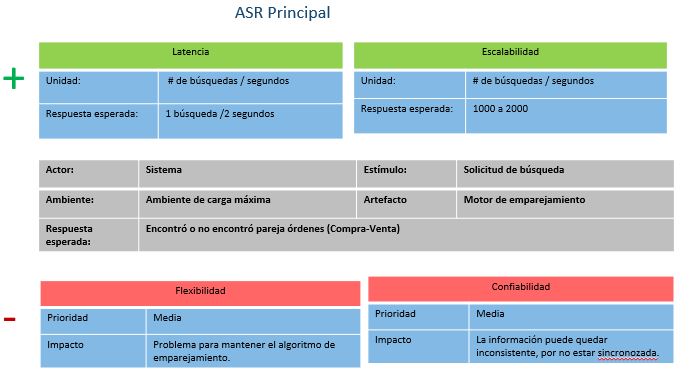 ASR Principal
+
Latencia
Unidad: # de búsquedas / segundos
Respuesta esperada: 1 búsqueda /2 segundos
Escalabilidad
Unidad: # de búsquedas / segundos
Respuesta esperada: 1000 a 2000
Actor: Sistema Estímulo: Solicitud de búsqueda
Ambiente: Ambiente de carga máxima Artefacto Motor de emparejamiento
Respuesta
esperada:
Encontró o no encontró pareja órdenes (Compra-Venta)
-
Flexibilidad
Prioridad Media
Impacto Problema para mantener el algoritmo de
emparejamiento.
Confiabilidad
Prioridad Media
Impacto La información puede quedar
inconsistente, por no estar sincronozada.